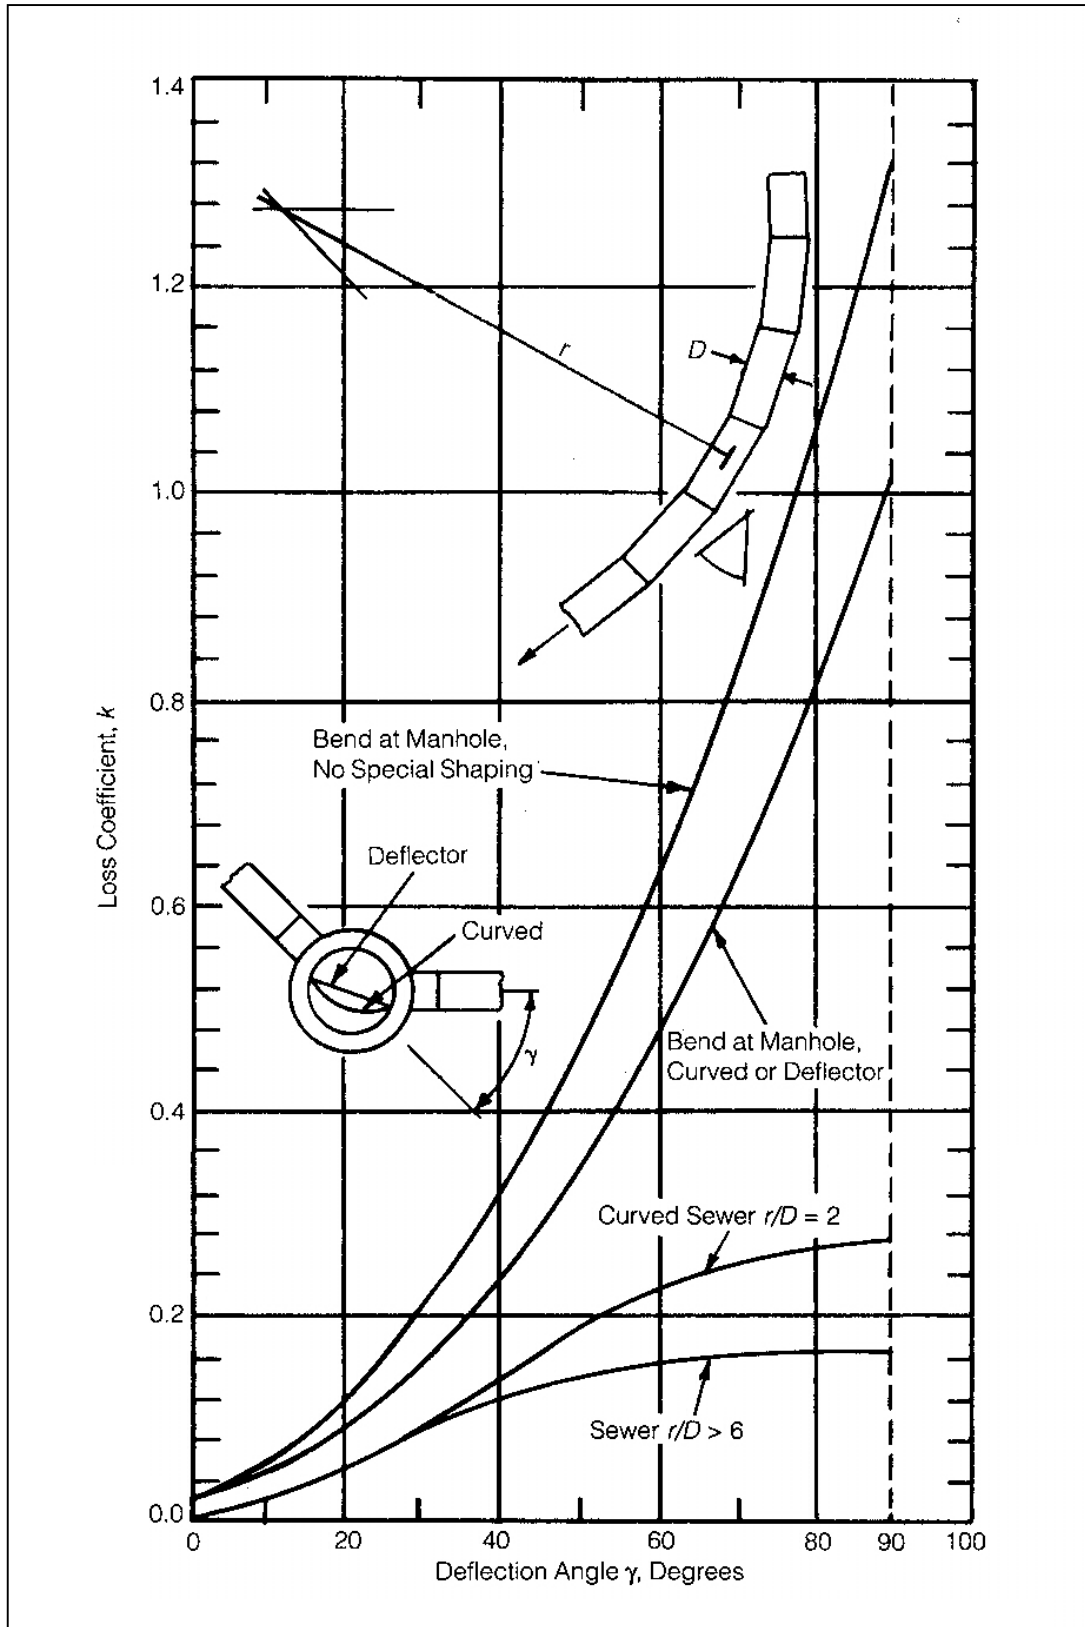 1.4
1.2
1.0
0.8
0.6
0.4
0.2
0.0
Loss Coefficient, k
r
D
Bend at Manhole,
No Special Shaping
Deflector
Curved
γ
Bend at Manhole,
Curved or Deflector
Curved Sewer r/D = 2
Sewer r/D > 6
0 20 40 60 80 90 100
Deflection Angle γ, Degrees